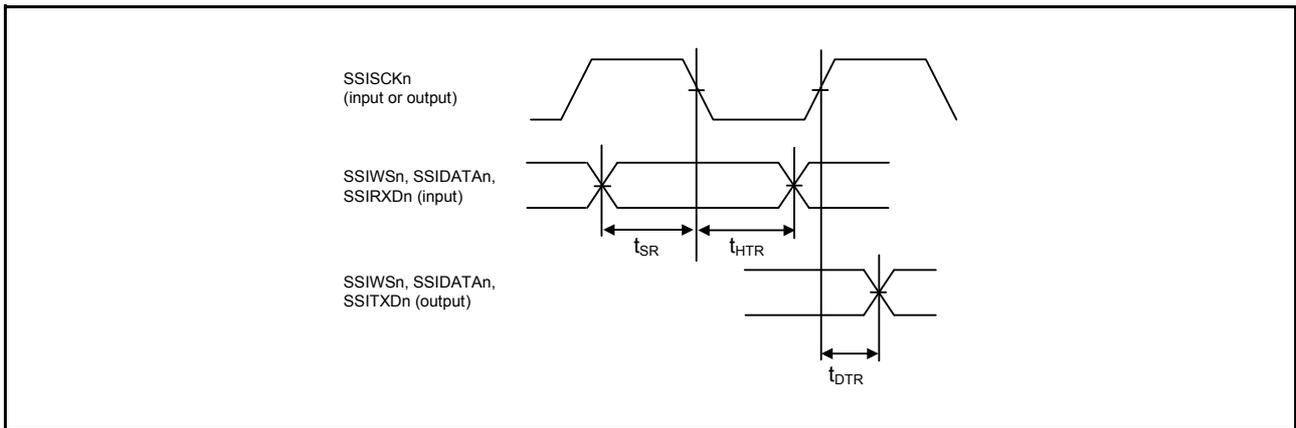 SSISCKn
(input or output)
SSIWSn, SSIDATAn,
SSIRXDn (input)
tSR
tHTR
SSIWSn, SSIDATAn,
SSITXDn (output)
tDTR